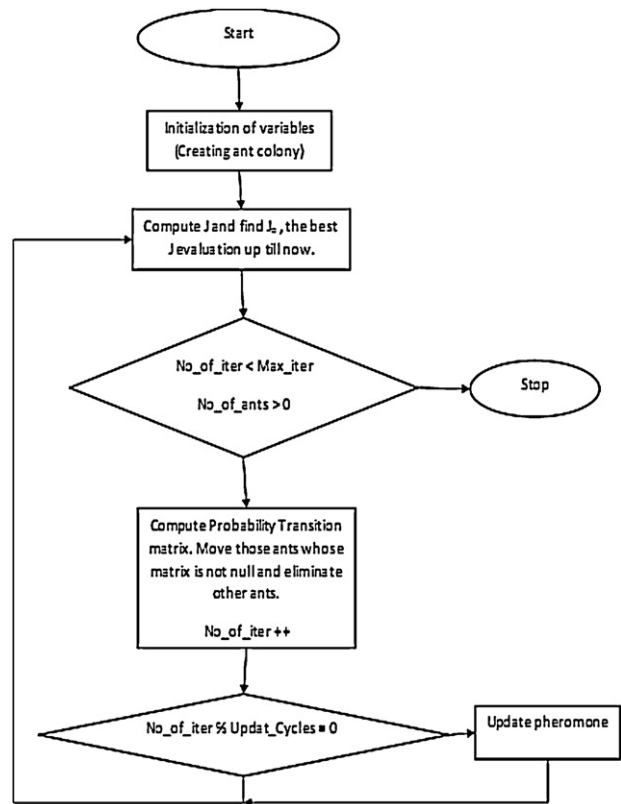 Start
Initialization of variables
(Creating ant colony)
Compute J and find J₀, the best
J evaluation up till now.
No_of_iter < Max_iter
No_of_ants > 0
Stop
Compute Probability Transition
matrix. Move those ants whose
matrix is not null and eliminate
other ants.
No_of_iter ++
No_of_iter % Updat_Cycles = 0
Update pheromone